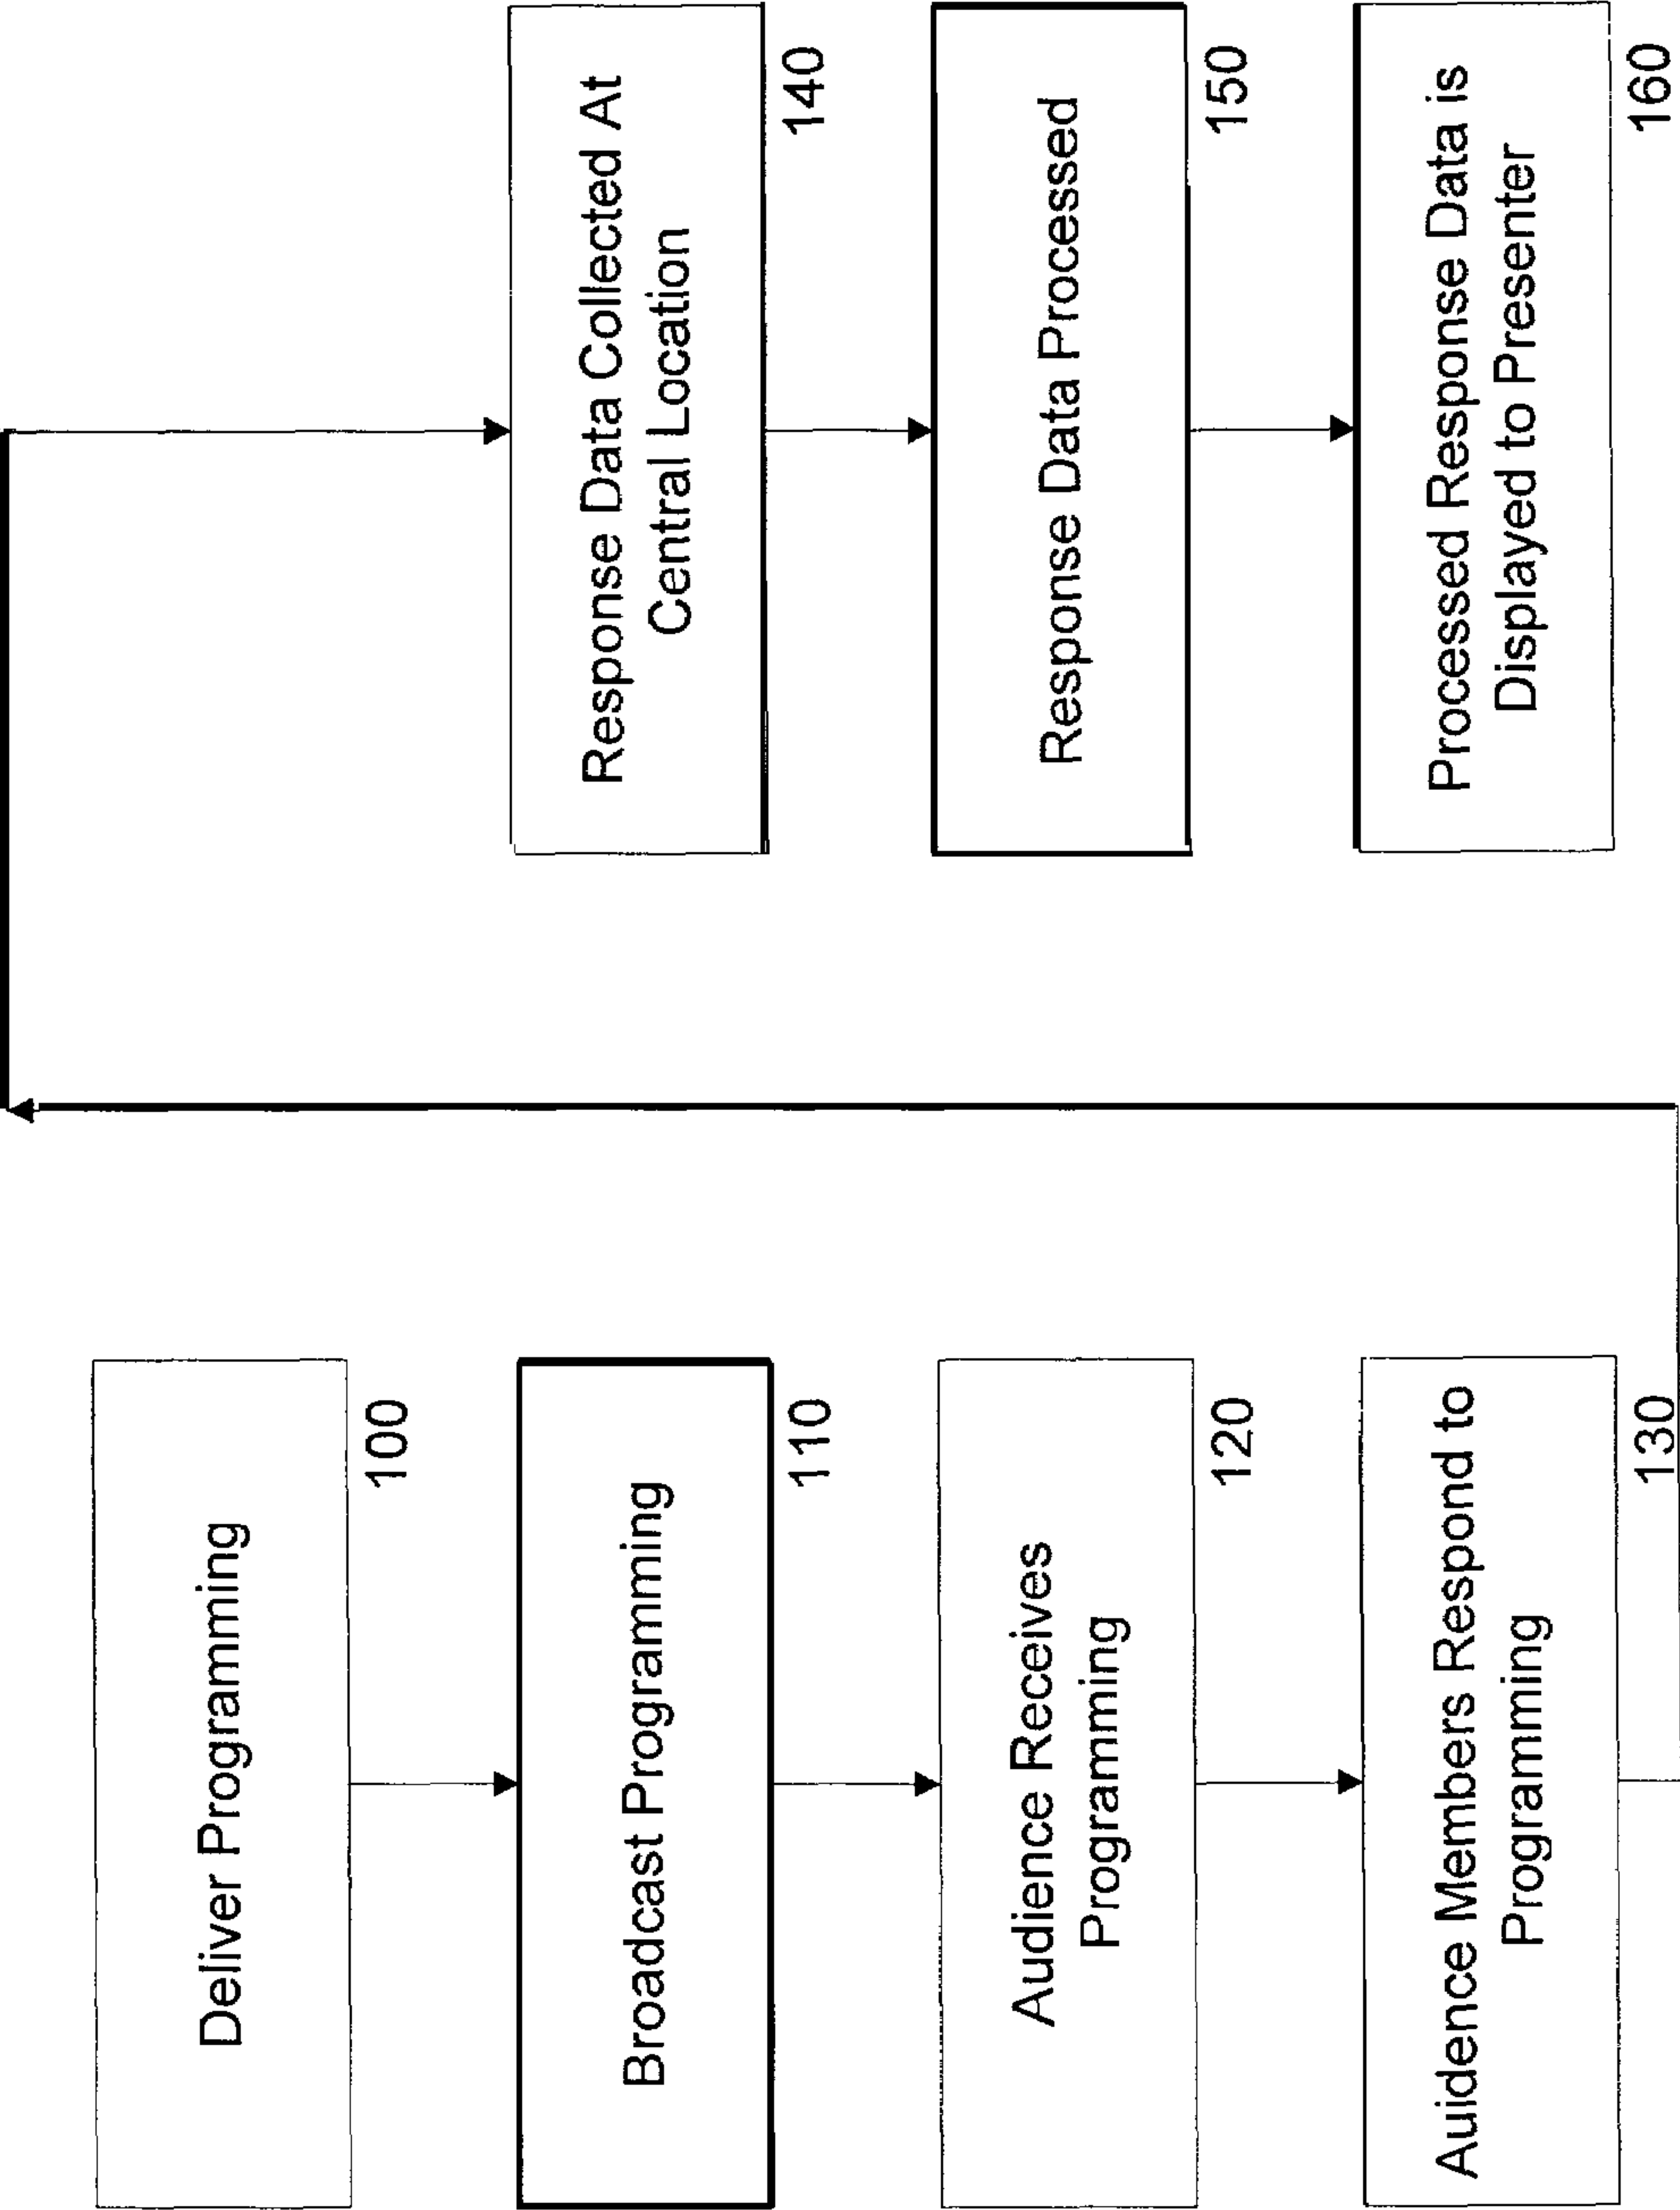 Deliver Programming
100
Broadcast Programming
110
Audience Receives
Programming
120
Auidence Members Respond to
Programming
130
Response Data Collected At
Central Location
140
Response Data Processed
150
Processed Response Data is
Displayed to Presenter
160